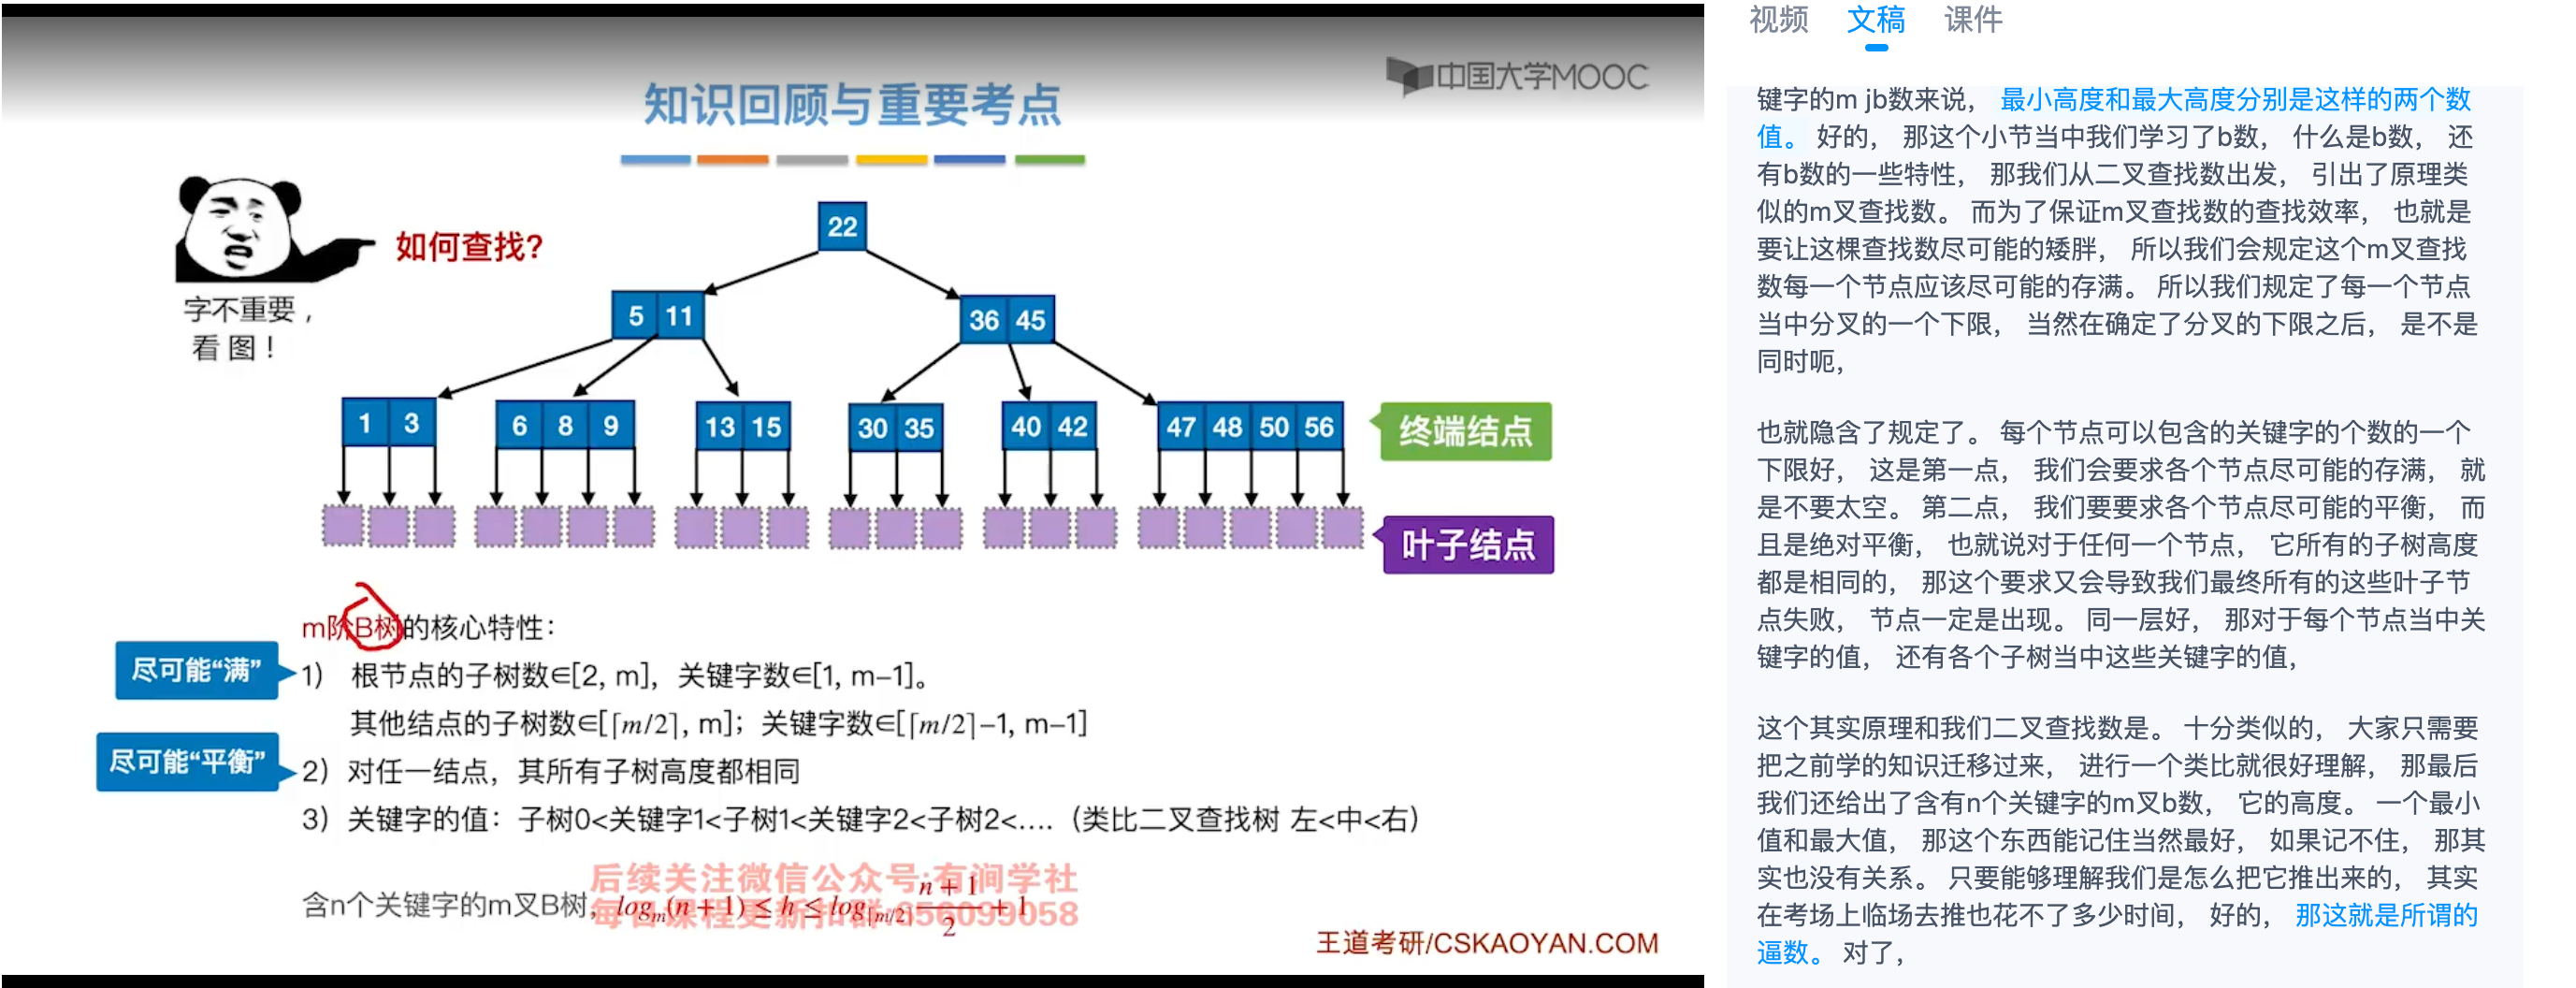 中国大学MOOC
知识回顾与重要考点
如何查找?
字不重要，
看 图！
22
5 11
36 45
1 3
6 8 9
13 15
30 35
40 42
47 48 50 56
终端结点
叶子结点
m阶B树的核心特性：
尽可能“满”
1） 根节点的子树数∈[2, m]，关键字数∈[1, m–1]。
其他结点的子树数∈[⌈m/2⌉, m]；关键字数∈[⌈m/2⌉–1, m–1]
尽可能“平衡”
2）对任一结点，其所有子树高度都相同
3）关键字的值：子树0<关键字1<子树1<关键字2<子树2<....（类比二叉查找树 左<中<右）
后续关注微信公众号:有涧学社
含n个关键字的m叉B树，log_m(n + 1) ≤ h ≤ log_⌈m/2⌉ (n + 1)/2 + 1
王道考研/CSKAOYAN.COM
视频 文稿 课件
键字的m jb数来说， 最小高度和最大高度分别是这样的两个数
值。 好的， 那这个小节当中我们学习了b数， 什么是b数， 还
有b数的一些特性， 那我们从二叉查找数出发， 引出了原理类
似的m叉查找数。 而为了保证m叉查找数的查找效率， 也就是
要让这棵查找数尽可能的矮胖， 所以我们会规定这个m叉查找
数每一个节点应该尽可能的存满。 所以我们规定了每一个节点
当中分叉的一个下限， 当然在确定了分叉的下限之后， 是不是
同时呃，
也就隐含了规定了。 每个节点可以包含的关键字的个数的一个
下限好， 这是第一点， 我们会要求各个节点尽可能的存满， 就
是不要太空。 第二点， 我们要要求各个节点尽可能的平衡， 而
且是绝对平衡， 也就说对于任何一个节点， 它所有的子树高度
都是相同的， 那这个要求又会导致我们最终所有的这些叶子节
点失败， 节点一定是出现。 同一层好， 那对于每个节点当中关
键字的值， 还有各个子树当中这些关键字的值，
这个其实原理和我们二叉查找数是。 十分类似的， 大家只需要
把之前学的知识迁移过来， 进行一个类比就很好理解， 那最后
我们还给出了含有n个关键字的m叉b数， 它的高度。 一个最小
值和最大值， 那这个东西能记住当然最好， 如果记不住， 那其
实也没有关系。 只要能够理解我们是怎么把它推出来的， 其实
在考场上临场去推也花不了多少时间， 好的， 那这就是所谓的
逼数。 对了，